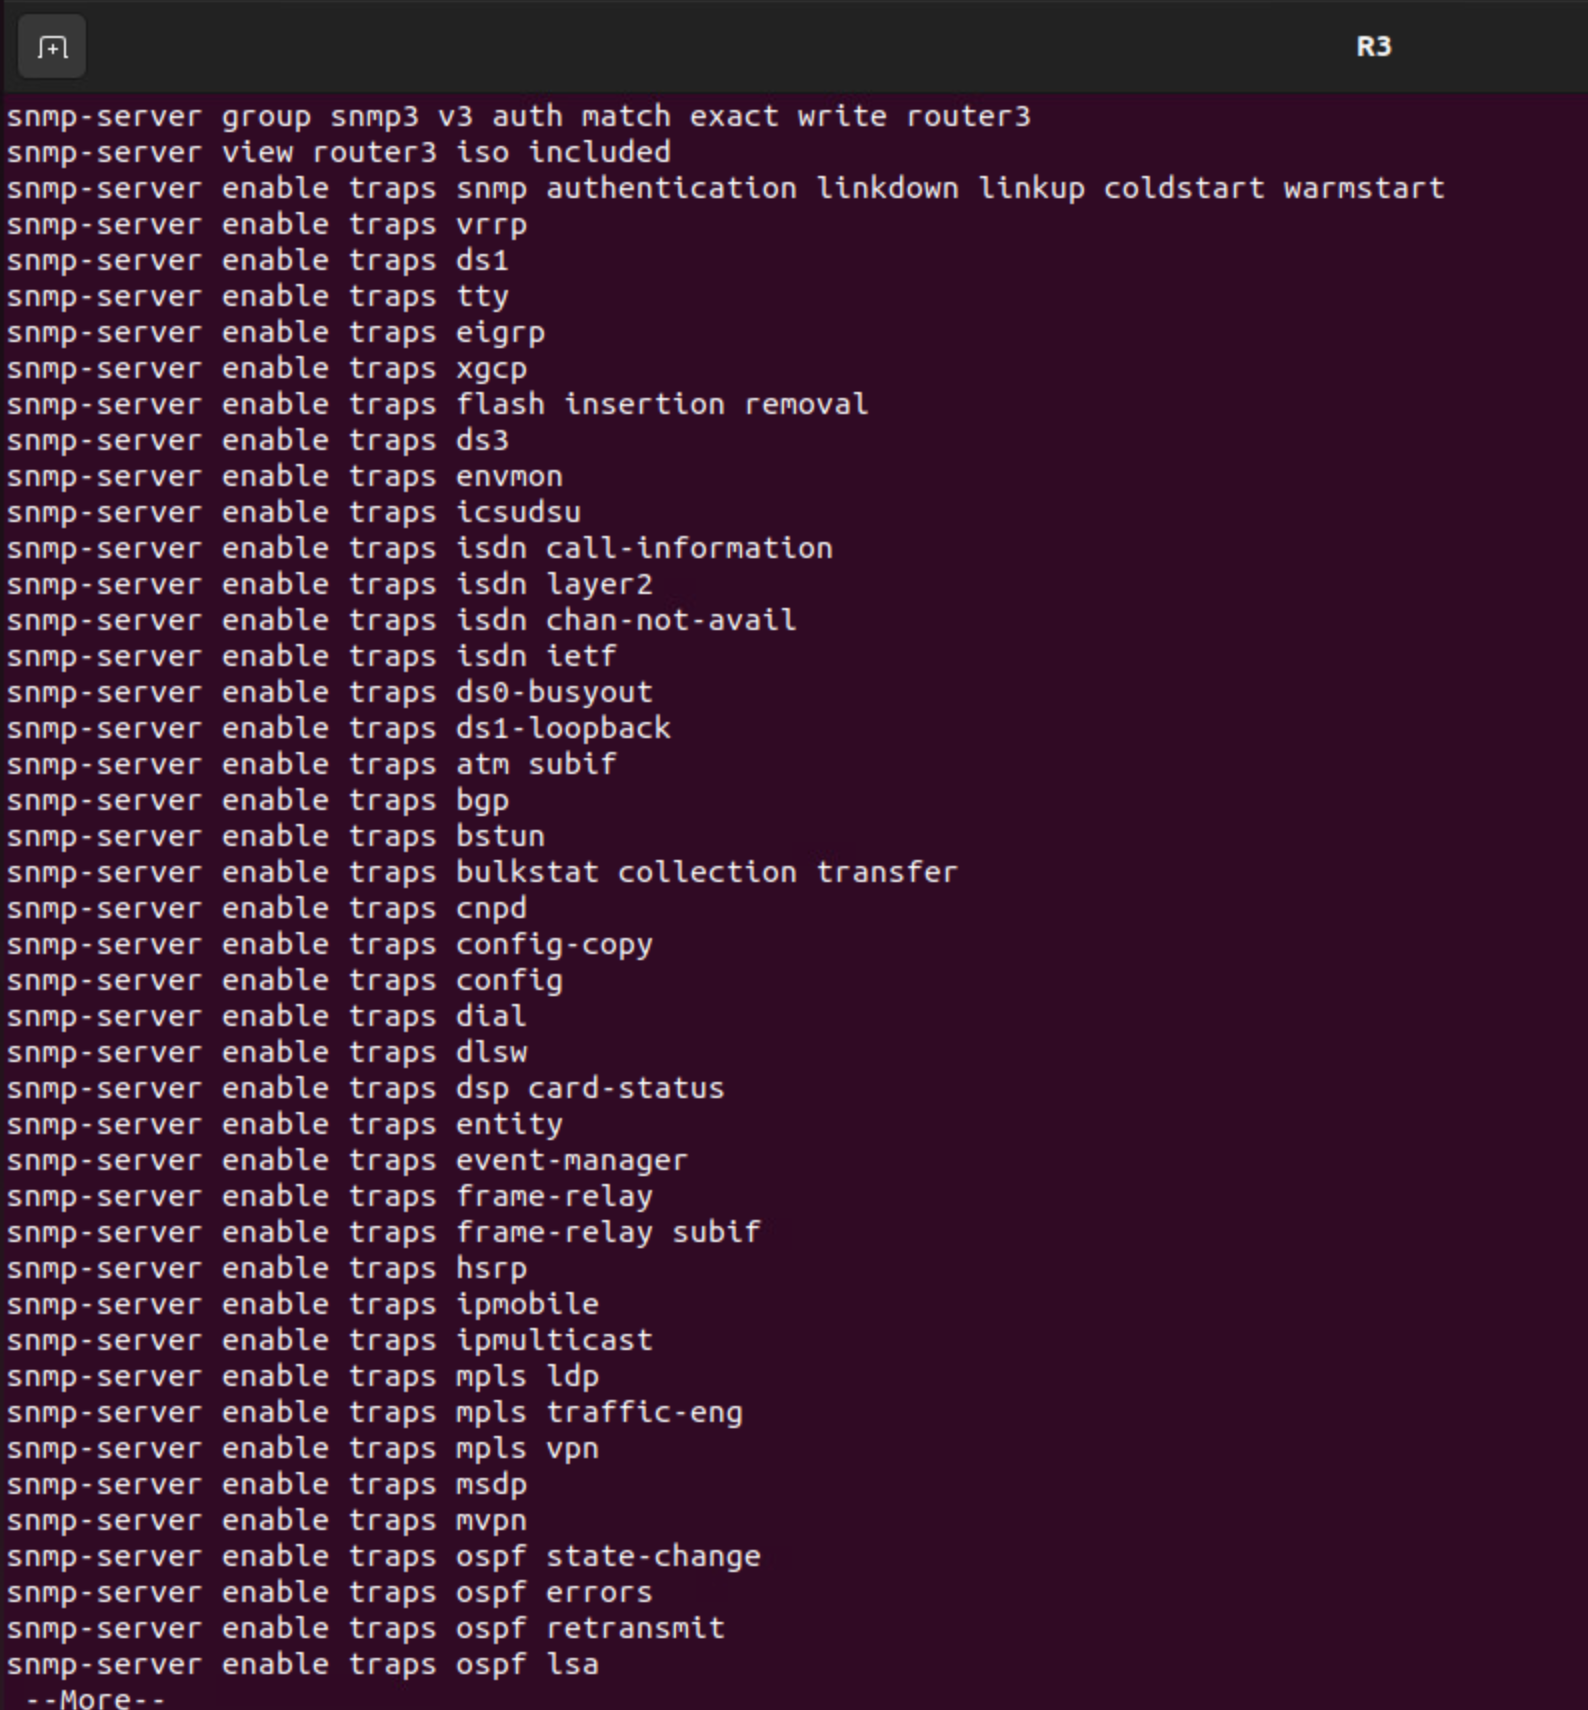 R3
snmp-server group snmp3 v3 auth match exact write router3
snmp-server view router3 iso included
snmp-server enable traps snmp authentication linkdown linkup coldstart warmstart
snmp-server enable traps vrrp
snmp-server enable traps ds1
snmp-server enable traps tty
snmp-server enable traps eigrp
snmp-server enable traps xgcp
snmp-server enable traps flash insertion removal
snmp-server enable traps ds3
snmp-server enable traps envmon
snmp-server enable traps icsudsu
snmp-server enable traps isdn call-information
snmp-server enable traps isdn layer2
snmp-server enable traps isdn chan-not-avail
snmp-server enable traps isdn ietf
snmp-server enable traps ds0-busyout
snmp-server enable traps ds1-loopback
snmp-server enable traps atm subif
snmp-server enable traps bgp
snmp-server enable traps bstun
snmp-server enable traps bulkstat collection transfer
snmp-server enable traps cnpd
snmp-server enable traps config-copy
snmp-server enable traps config
snmp-server enable traps dial
snmp-server enable traps dlsw
snmp-server enable traps dsp card-status
snmp-server enable traps entity
snmp-server enable traps event-manager
snmp-server enable traps frame-relay
snmp-server enable traps frame-relay subif
snmp-server enable traps hsrp
snmp-server enable traps ipmobile
snmp-server enable traps ipmulticast
snmp-server enable traps mpls ldp
snmp-server enable traps mpls traffic-eng
snmp-server enable traps mpls vpn
snmp-server enable traps msdp
snmp-server enable traps mvpn
snmp-server enable traps ospf state-change
snmp-server enable traps ospf errors
snmp-server enable traps ospf retransmit
snmp-server enable traps ospf lsa
--More--